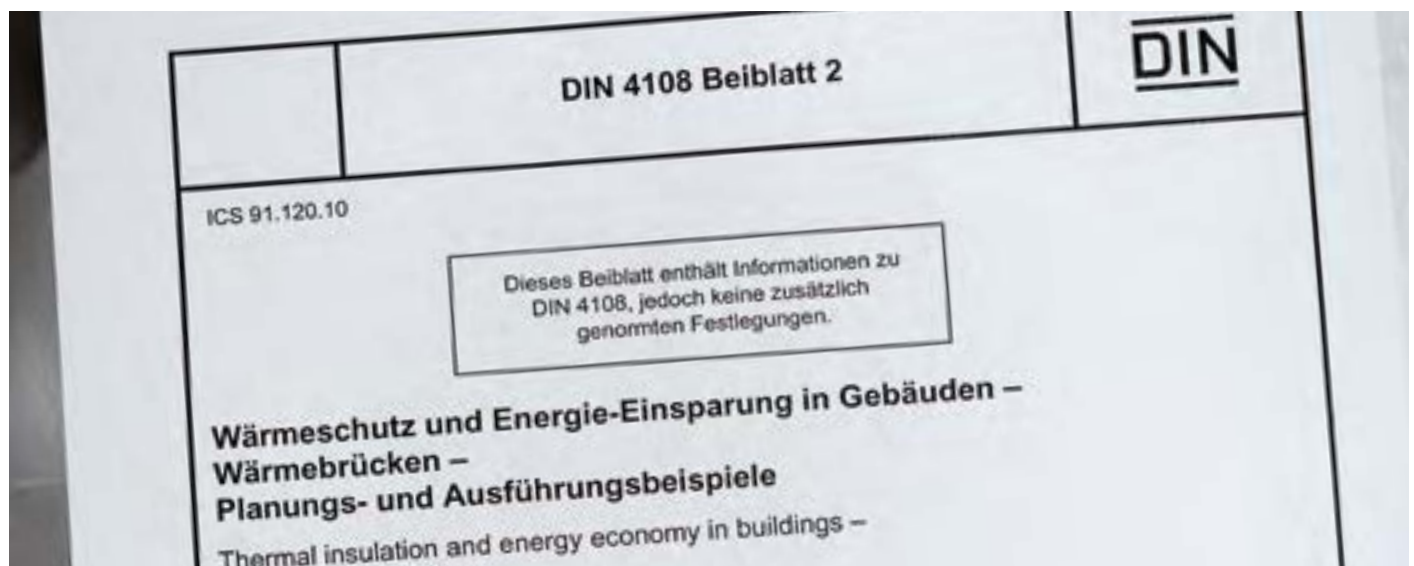 DIN 4108 Beiblatt 2
DIN
ICS 91.120.10
Dieses Beiblatt enthält Informationen zu
DIN 4108, jedoch keine zusätzlich
genormten Festlegungen.
Wärmeschutz und Energie-Einsparung in Gebäuden –
Wärmebrücken –
Planungs- und Ausführungsbeispiele
Thermal insulation and energy economy in buildings –